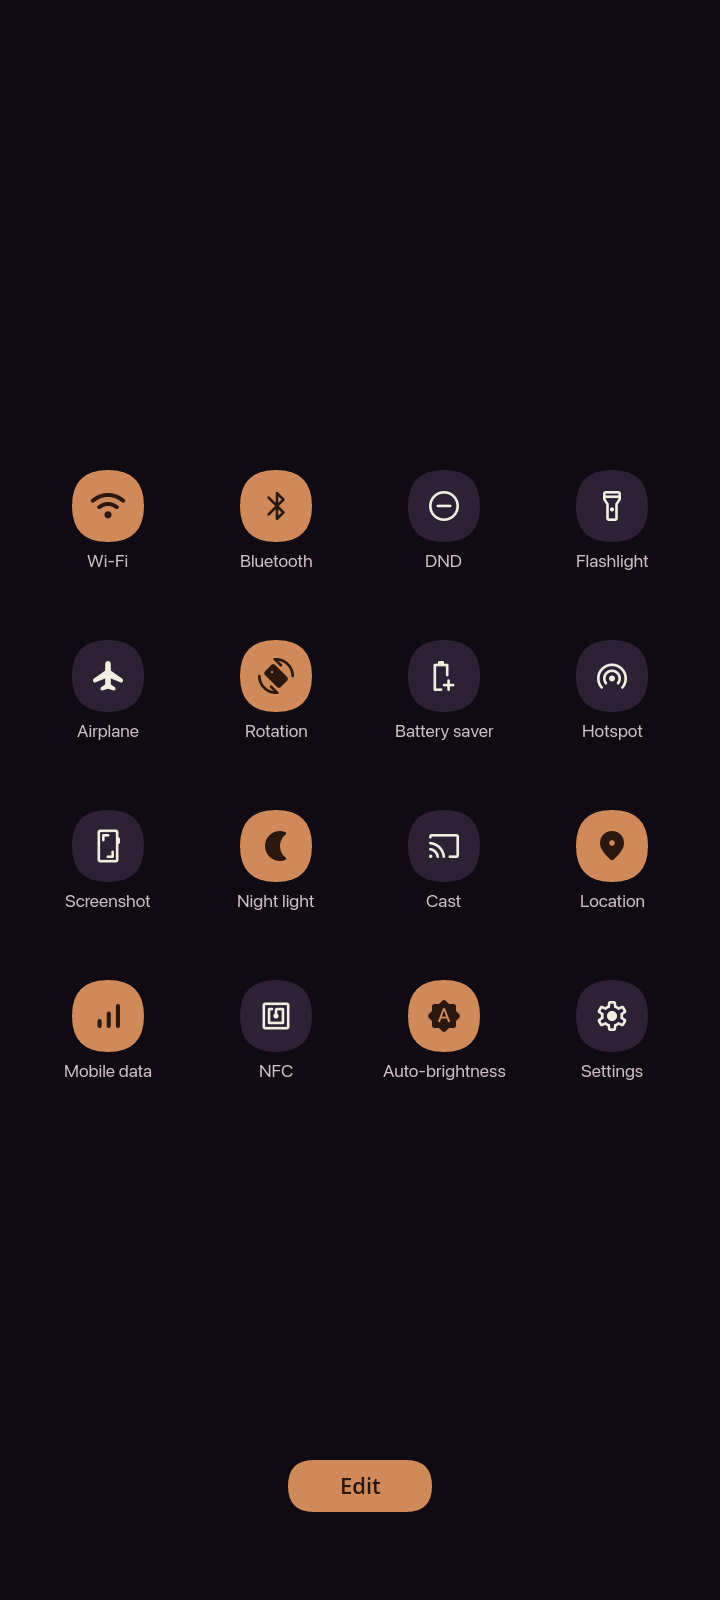 Wi-Fi
Bluetooth
DND
Flashlight
Airplane
Rotation
Battery saver
Hotspot
Screenshot
Night light
Cast
Location
Mobile data
NFC
A
Auto-brightness
Settings
Edit